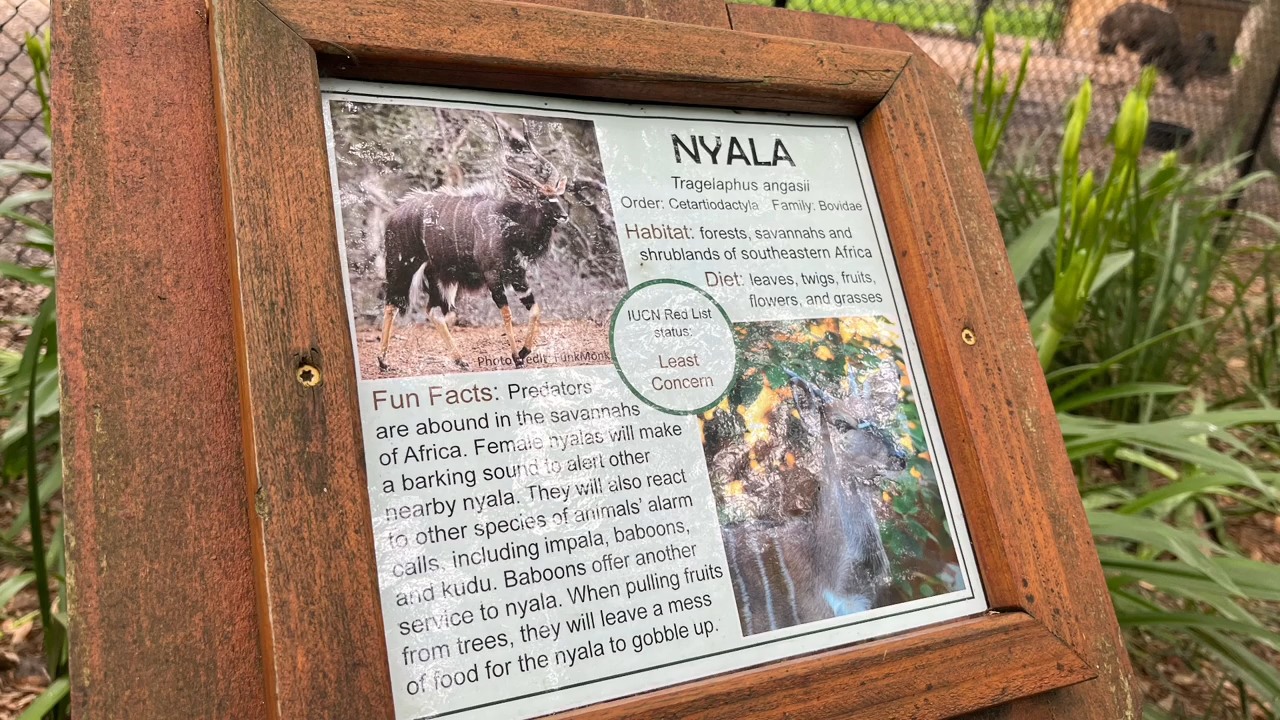 NYALA
Tragelaphus angasii
Order: Cetartiodactyla Family: Bovidae
Habitat: forests, savannahs and
shrublands of southeastern Africa
Diet: leaves, twigs, fruits,
flowers, and grasses
IUCN Red List
status:
Least
Concern
Photo credit: FunkMonk
Fun Facts: Predators
are abound in the savannahs
of Africa. Female nyalas will make
a barking sound to alert other
nearby nyala. They will also react
to other species of animals' alarm
calls, including impala, baboons,
and kudu. Baboons offer another
service to nyala. When pulling fruits
from trees, they will leave a mess
of food for the nyala to gobble up.